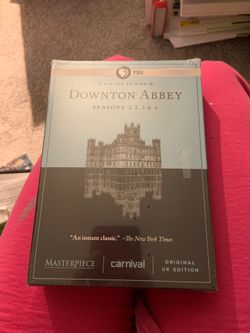 PBS
LIMITED EDITION
DOWNTON ABBEY
SEASONS 1, 2, 3 & 4
"An instant classic." –The New York Times
MASTERPIECE
carnival
ORIGINAL
UK EDITION